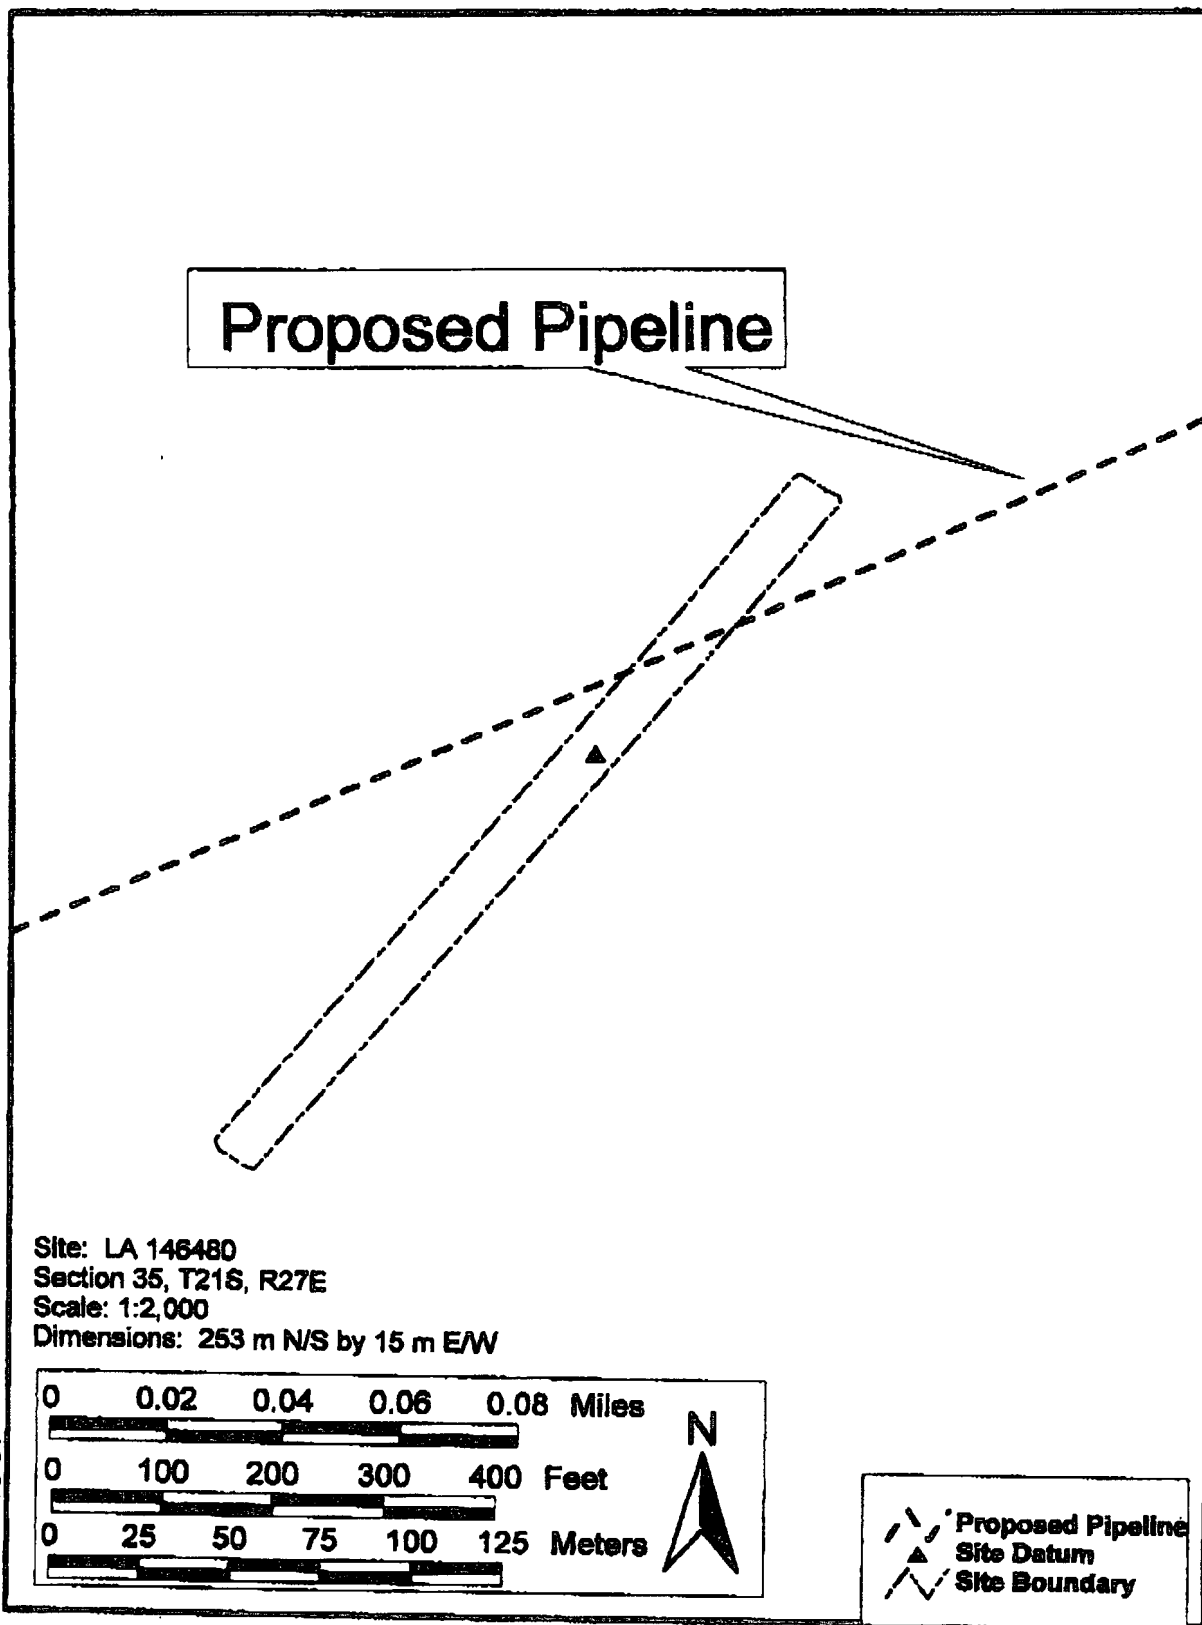 Proposed Pipeline
Site: LA 146480
Section 35, T21S, R27E
Scale: 1:2,000
Dimensions: 253 m N/S by 15 m E/W
0 0.02 0.04 0.06 0.08 Miles
0 100 200 300 400 Feet
0 25 50 75 100 125 Meters
N
Proposed Pipeline
Site Datum
Site Boundary